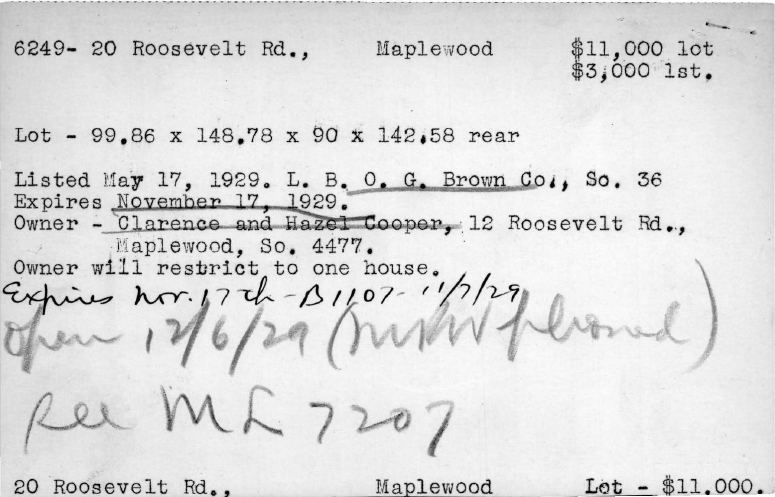 6249- 20 Roosevelt Rd., Maplewood $11,000 lot
$3,000 1st.
Lot - 99.86 x 148.78 x 90 x 142.58 rear
Listed May 17, 1929. L. B. O. G. Brown Co., So. 36
Expires November 17, 1929.
Owner - Clarence and Hazel Cooper, 12 Roosevelt Rd.,
Maplewood, So. 4477.
Owner will restrict to one house.
Expires Nov. 17th - B1107 - 11/7/29
open 12/6/29 ( phoned)
see ML 7207
20 Roosevelt Rd., Maplewood Lot - $11.000.